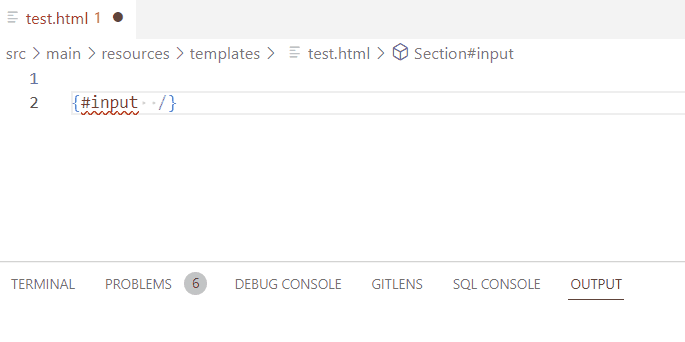 test.html 1
src > main > resources > templates > test.html > Section#input
1
2 {#input  /}
TERMINAL PROBLEMS 6 DEBUG CONSOLE GITLENS SQL CONSOLE OUTPUT